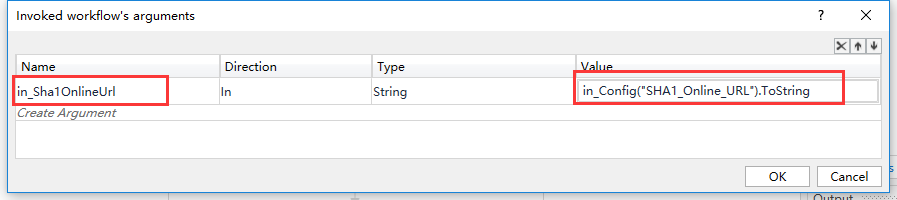 Invoked workflow's arguments
Name Direction Type Value
in_Sha1OnlineUrl In String in_Config("SHA1_Online_URL").ToString
Create Argument
OK Cancel
Output